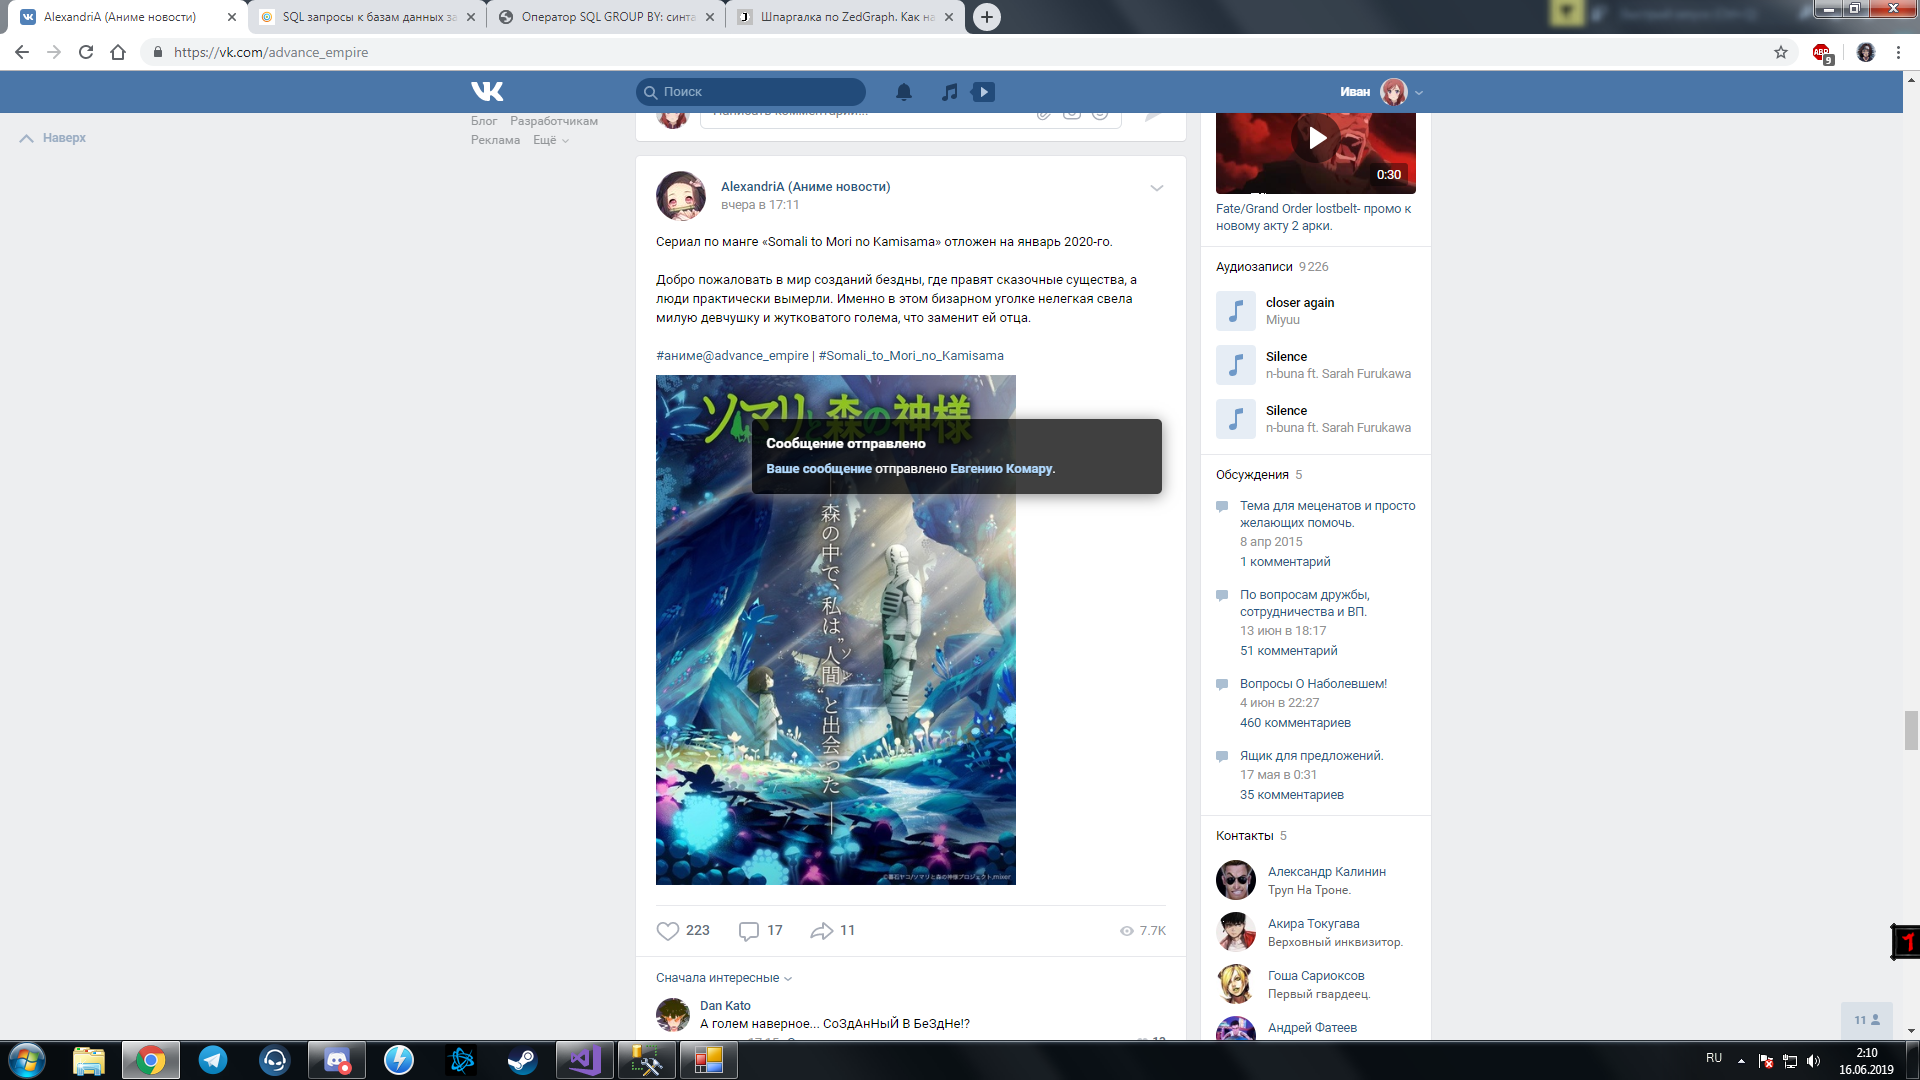 AlexandriA (Аниме новости)
SQL запросы к базам данных за
Оператор SQL GROUP BY: синта
Шпаргалка по ZedGraph. Как на
https://vk.com/advance_empire
ABP
9
Поиск
Иван
Наверх
Блог Разработчикам
Реклама Ещё
AlexandriA (Аниме новости)
вчера в 17:11
Сериал по манге «Somali to Mori no Kamisama» отложен на январь 2020-го.
Добро пожаловать в мир созданий бездны, где правят сказочные существа, а
люди практически вымерли. Именно в этом бизарном уголке нелегкая свела
милую девчушку и жутковатого голема, что заменит ей отца.
#аниме@advance_empire | #Somali_to_Mori_no_Kamisama
ソマリと森の神様
Сообщение отправлено
Ваше сообщение отправлено Евгению Комару.
森の中で、私は"人間"と出会った
223
17
11
7.7K
Сначала интересные
Dan Kato
А голем наверное... СоЗдАнНыЙ В БеЗдНе!?
0:30
Fate/Grand Order lostbelt- промо к
новому акту 2 арки.
Аудиозаписи 9 226
closer again
Miyuu
Silence
n-buna ft. Sarah Furukawa
Silence
n-buna ft. Sarah Furukawa
Обсуждения 5
Тема для меценатов и просто
желающих помочь.
8 апр 2015
1 комментарий
По вопросам дружбы,
сотрудничества и ВП.
13 июн в 18:17
51 комментарий
Вопросы О Наболевшем!
4 июн в 22:27
460 комментариев
Ящик для предложений.
17 мая в 0:31
35 комментариев
Контакты 5
Александр Калинин
Труп На Троне.
Акира Токугава
Верховный инквизитор.
Гоша Сариоксов
Первый гвардеец.
Андрей Фатеев
11
RU
2:10
16.06.2019